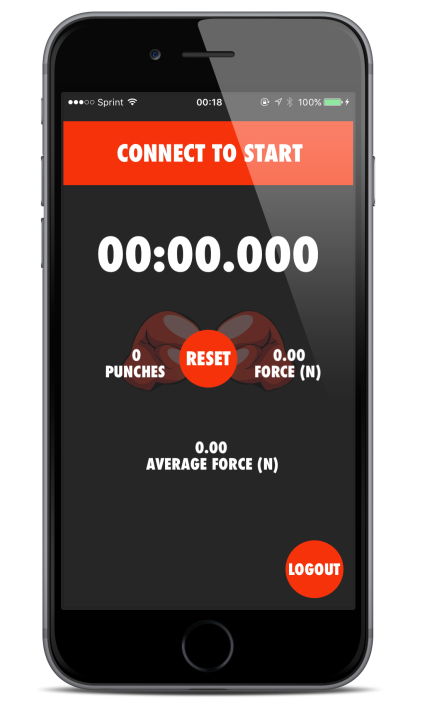 Sprint 00:18 100%
CONNECT TO START
00:00.000
0 RESET 0.00
PUNCHES FORCE (N)
0.00
AVERAGE FORCE (N)
LOGOUT